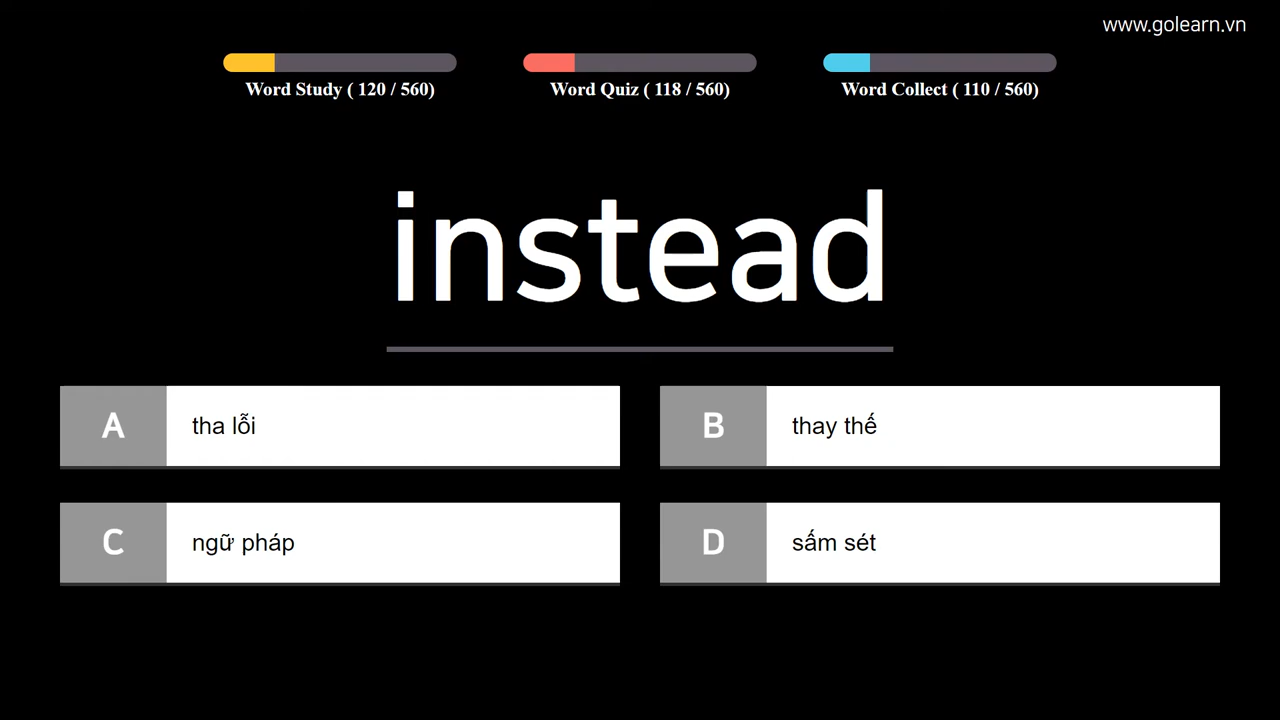 www.golearn.vn
Word Study ( 120 / 560)
Word Quiz ( 118 / 560)
Word Collect ( 110 / 560)
instead
A tha lỗi
B thay thế
C ngữ pháp
D sấm sét